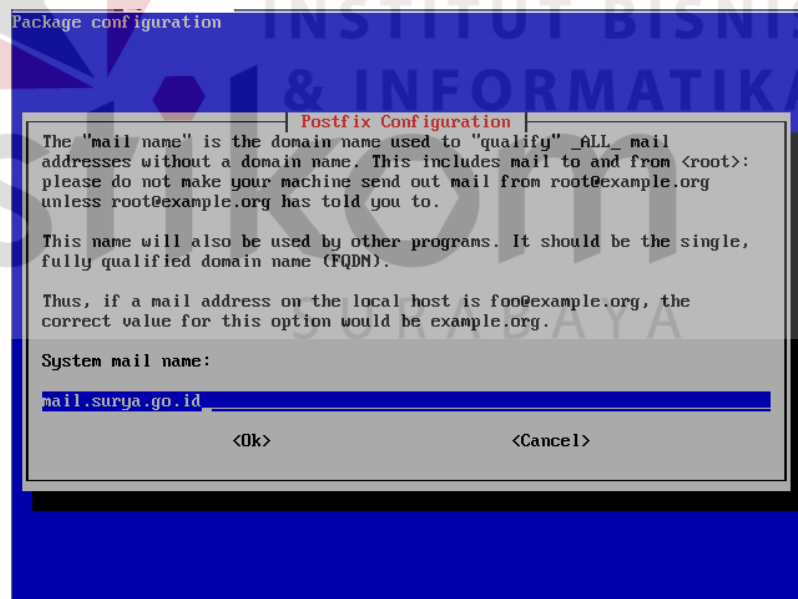 INSTITUT BISNIS
Package configuration
& INFORMATIKA
stikom
SURABAYA
Postfix Configuration
The "mail name" is the domain name used to "qualify" _ALL_ mail
addresses without a domain name. This includes mail to and from <root>:
please do not make your machine send out mail from root@example.org
unless root@example.org has told you to.
This name will also be used by other programs. It should be the single,
fully qualified domain name (FQDN).
Thus, if a mail address on the local host is foo@example.org, the
correct value for this option would be example.org.
System mail name:
mail.surya.go.id
<Ok> <Cancel>